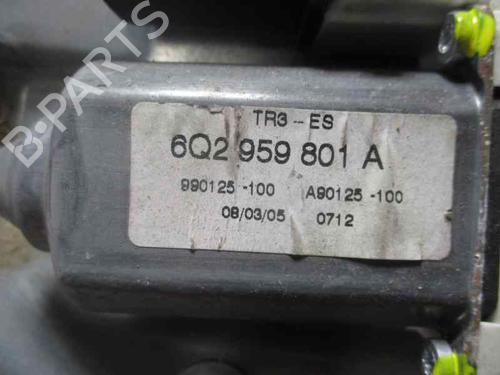 B-PARTS
TR3-ES
6Q2 959 801 A
990125-100 A90125-100
08/03/05 0712